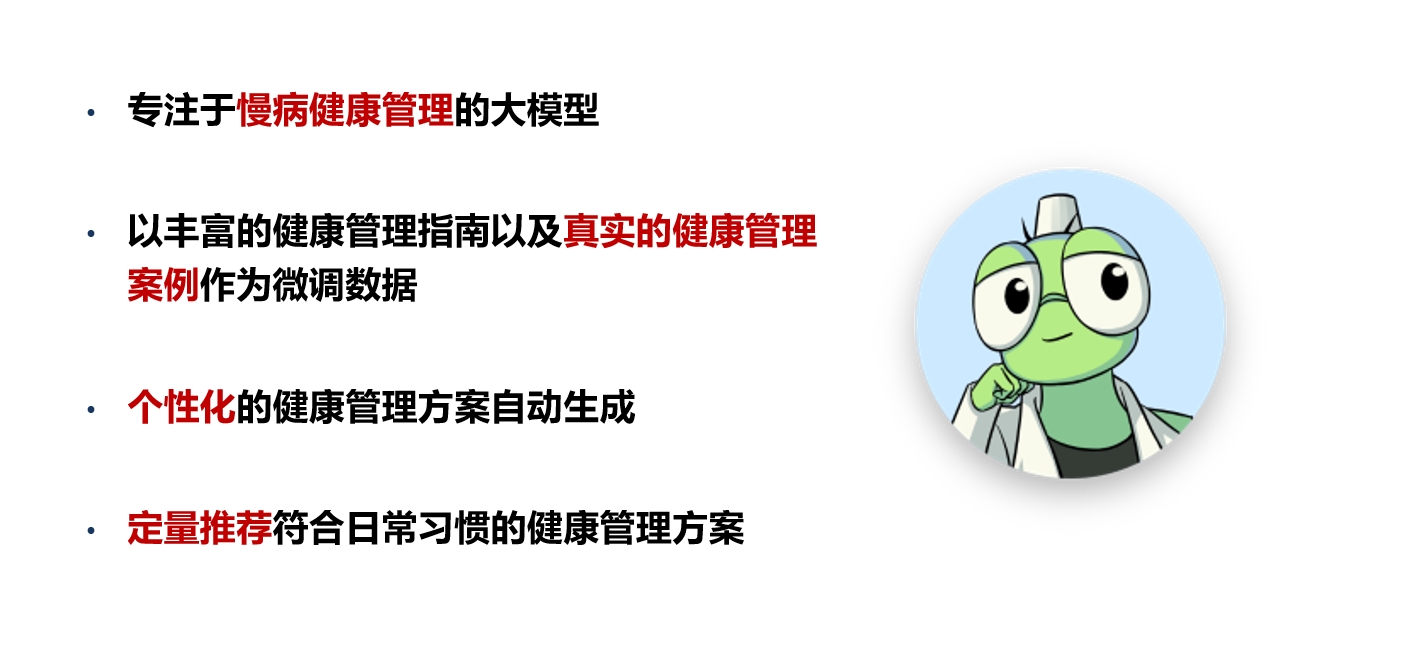 • 专注于慢病健康管理的大模型
• 以丰富的健康管理指南以及真实的健康管理
案例作为微调数据
• 个性化的健康管理方案自动生成
• 定量推荐符合日常习惯的健康管理方案